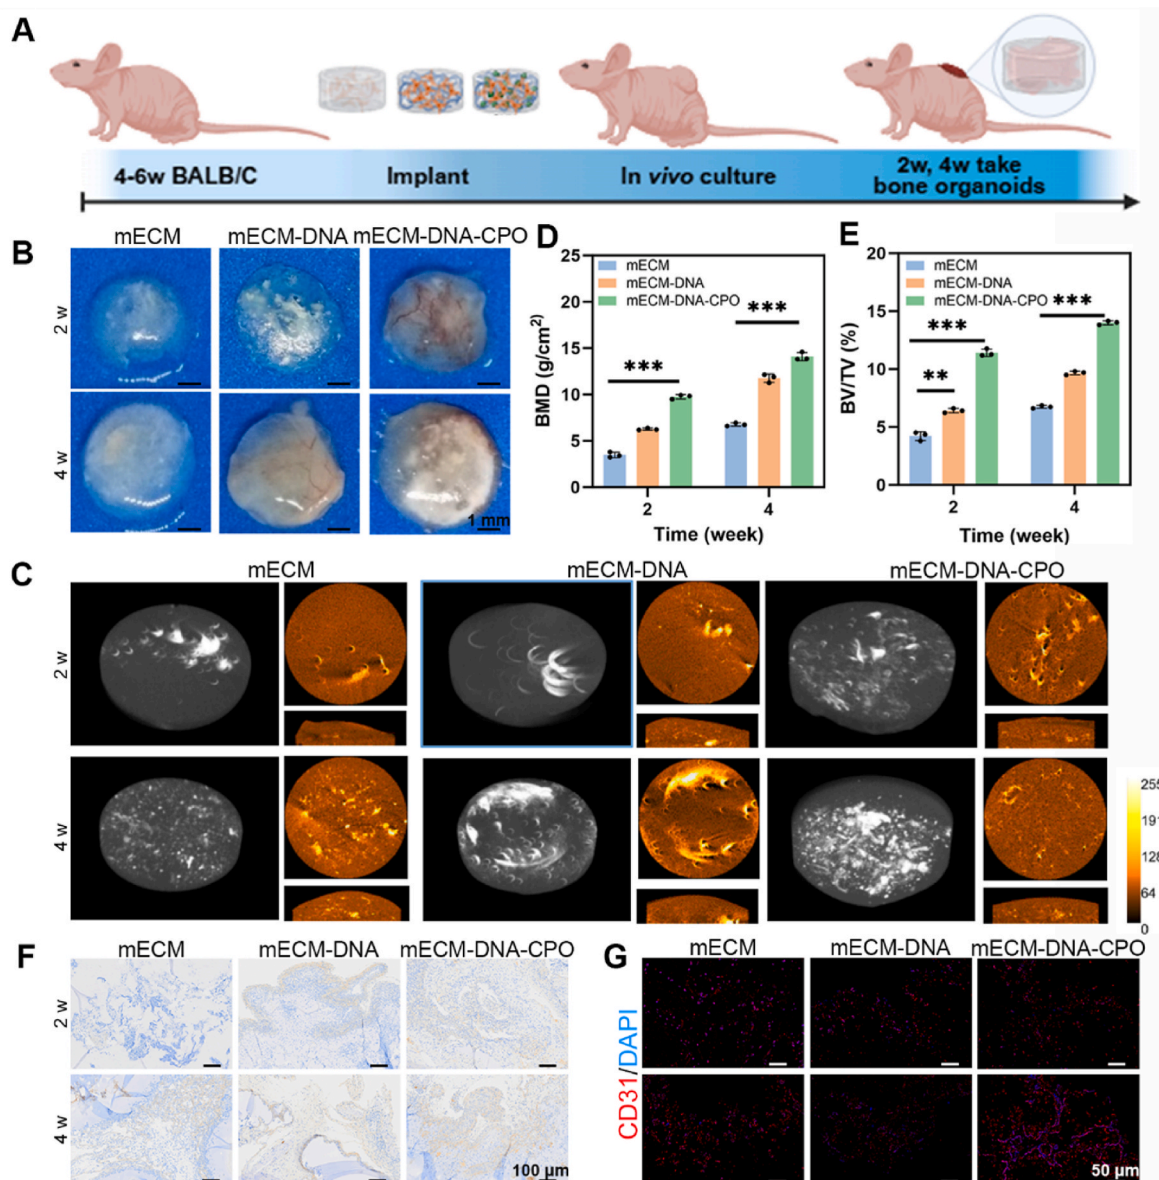 A
4-6w BALB/C
Implant
In vivo culture
2w, 4w take
bone organoids
B
mECM
mECM-DNA
mECM-DNA-CPO
2 w
4 w
1 mm
D
25
20
15
10
5
0
BMD (g/cm²)
mECM
mECM-DNA
mECM-DNA-CPO
***
***
2
4
Time (week)
E
20
15
10
5
0
BV/TV (%)
mECM
mECM-DNA
mECM-DNA-CPO
**
***
***
2
4
Time (week)
C
mECM
mECM-DNA
mECM-DNA-CPO
2 w
4 w
255
191
128
64
0
F
mECM
mECM-DNA
mECM-DNA-CPO
2 w
4 w
100 μm
G
mECM
mECM-DNA
mECM-DNA-CPO
CD31/DAPI
50 μm